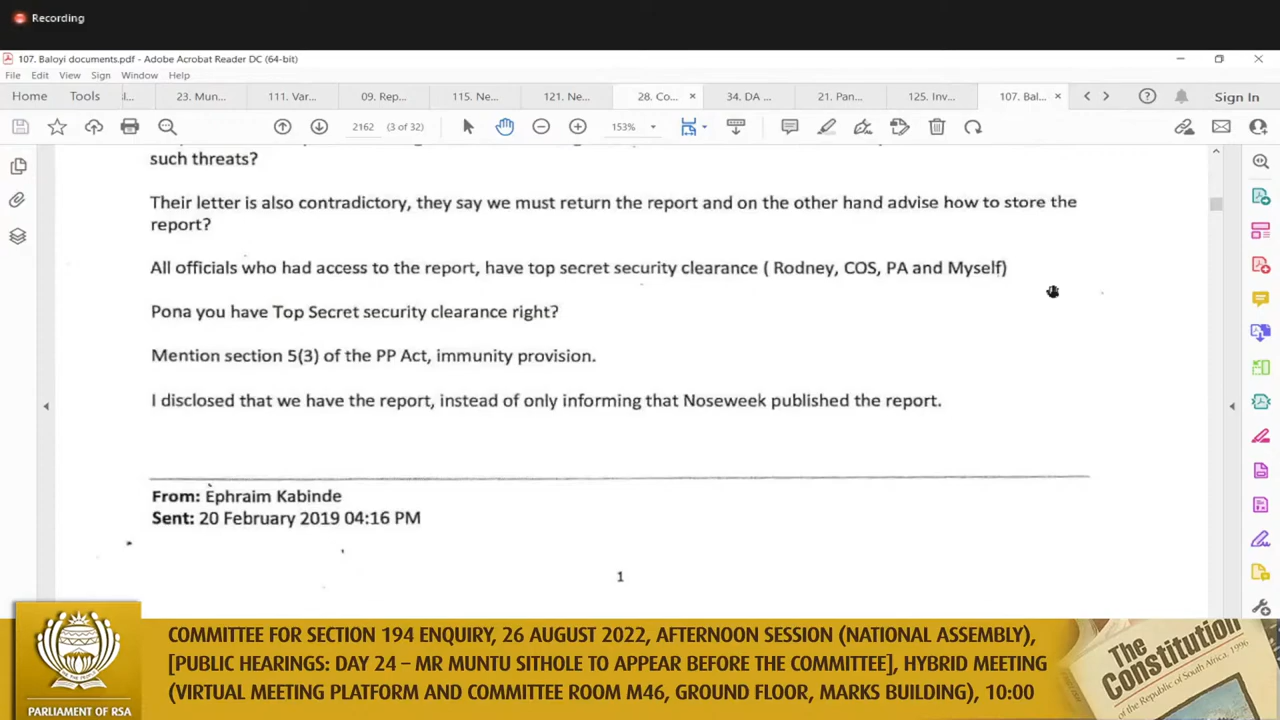 Recording
107. Baloyi documents.pdf - Adobe Acrobat Reader DC (64-bit)
File Edit View Sign Window Help
Home Tools 23. Mun... 111. Var... 09. Rep... 115. Ne... 121. Ne... 28. Co... 34. DA ... 21. Pan... 125. Inv... 107. Bal... Sign In
2162 (3 of 32) 153%
such threats?
Their letter is also contradictory, they say we must return the report and on the other hand advise how to store the
report?
All officials who had access to the report, have top secret security clearance ( Rodney, COS, PA and Myself)
Pona you have Top Secret security clearance right?
Mention section 5(3) of the PP Act, immunity provision.
I disclosed that we have the report, instead of only informing that Noseweek published the report.
From: Ephraim Kabinde
Sent: 20 February 2019 04:16 PM
1
COMMITTEE FOR SECTION 194 ENQUIRY, 26 AUGUST 2022, AFTERNOON SESSION (NATIONAL ASSEMBLY),
[PUBLIC HEARINGS: DAY 24 – MR MUNTU SITHOLE TO APPEAR BEFORE THE COMMITTEE], HYBRID MEETING
(VIRTUAL MEETING PLATFORM AND COMMITTEE ROOM M46, GROUND FLOOR, MARKS BUILDING), 10:00
PARLIAMENT OF RSA
The
Constitution
of the Republic of South Africa, 1996